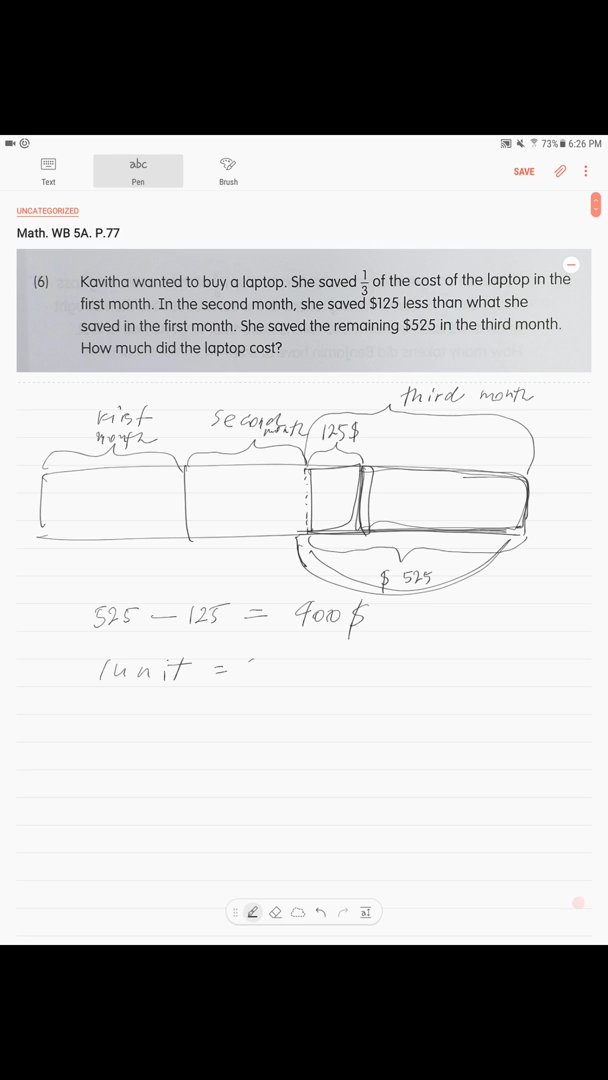 73% 6:26 PM
Text
abc
Pen
Brush
SAVE
UNCATEGORIZED
Math. WB 5A. P.77
(6) Kavitha wanted to buy a laptop. She saved 1/3 of the cost of the laptop in the
first month. In the second month, she saved $125 less than what she
saved in the first month. She saved the remaining $525 in the third month.
How much did the laptop cost?
third month
first month
second month
125$
$ 525
525 - 125 = 400$
1unit =
aI